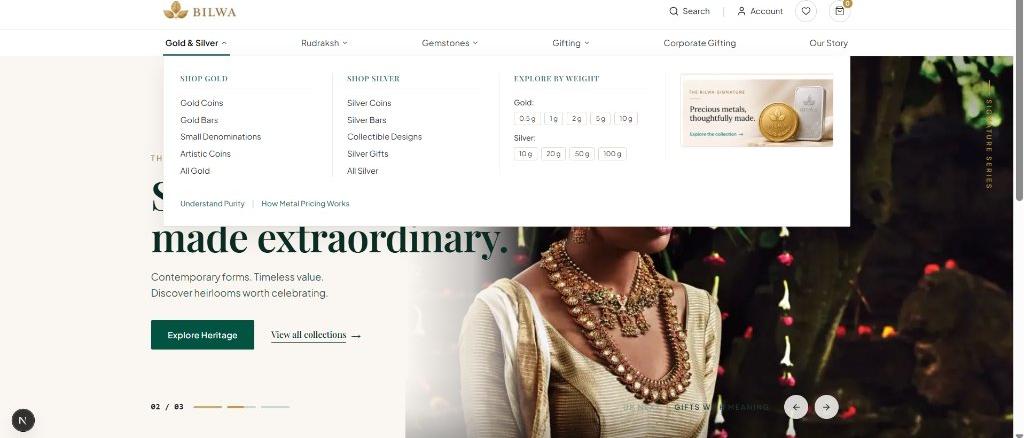 BILWA
Search
Account
0
Gold & Silver
Rudraksh
Gemstones
Gifting
Corporate Gifting
Our Story
SHOP GOLD
Gold Coins
Gold Bars
Small Denominations
Artistic Coins
All Gold
SHOP SILVER
Silver Coins
Silver Bars
Collectible Designs
Silver Gifts
All Silver
EXPLORE BY WEIGHT
Gold:
0.5 g 1 g 2 g 5 g 10 g
Silver:
10 g 20 g 50 g 100 g
THE BILWA SIGNATURE
Precious metals,
thoughtfully made.
Explore the collection →
Understand Purity | How Metal Pricing Works
SIGNATURE SERIES
TH
S
made extraordinary.
Contemporary forms. Timeless value.
Discover heirlooms worth celebrating.
Explore Heritage
View all collections →
02 / 03
GIFTS MEANING
N